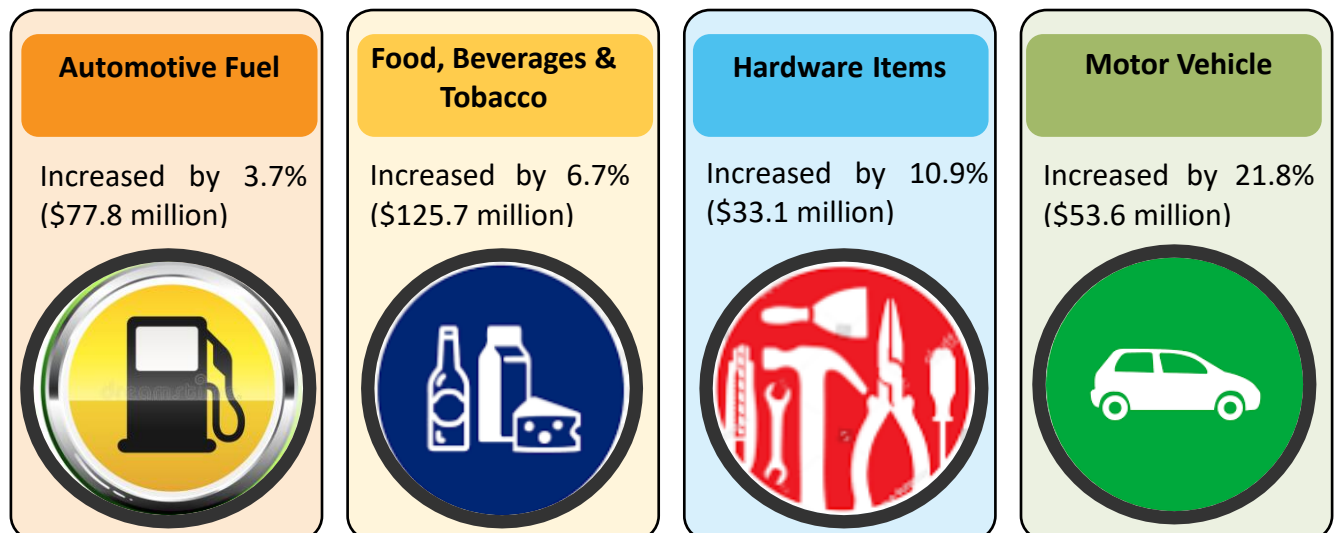 Automotive Fuel
Increased by 3.7%
($77.8 million)
Food, Beverages &
Tobacco
Increased by 6.7%
($125.7 million)
Hardware Items
Increased by 10.9%
($33.1 million)
Motor Vehicle
Increased by 21.8%
($53.6 million)